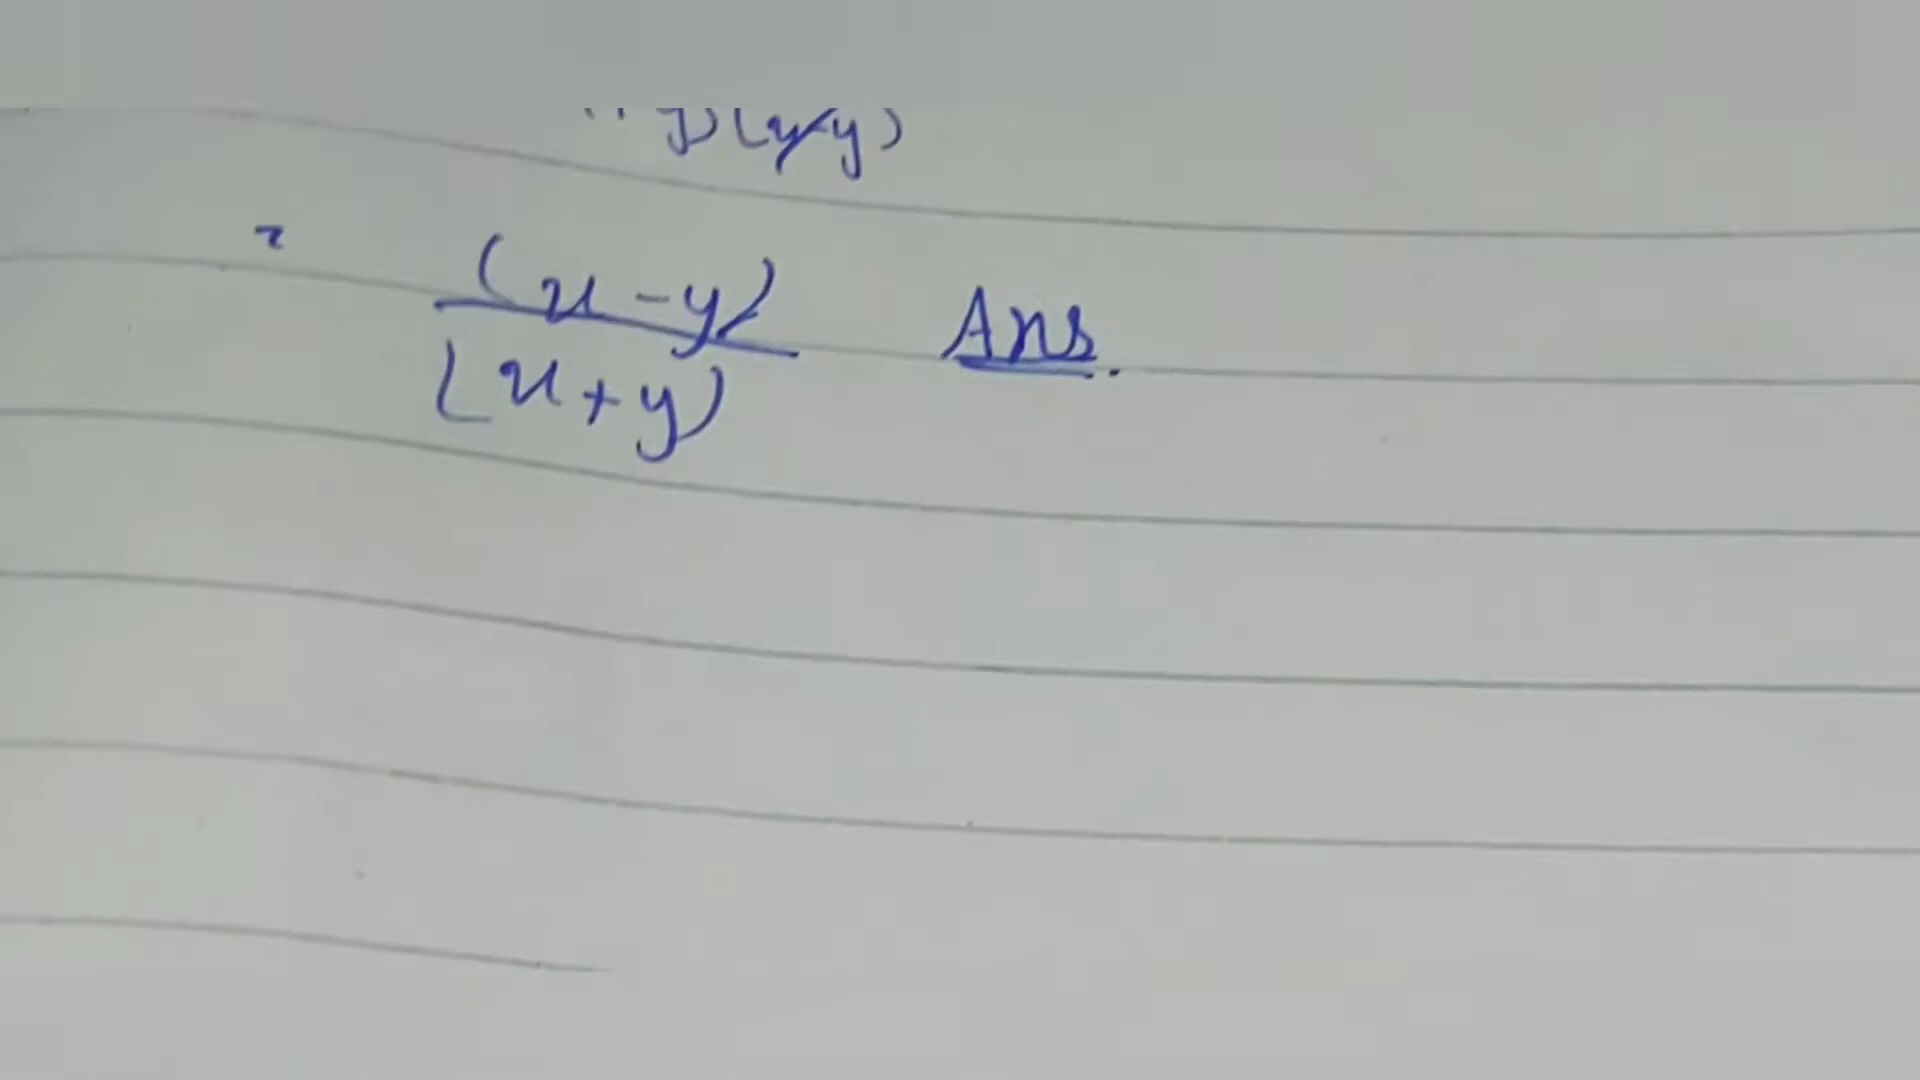 y)(x-y)
= (x-y)
(x+y) Ans.